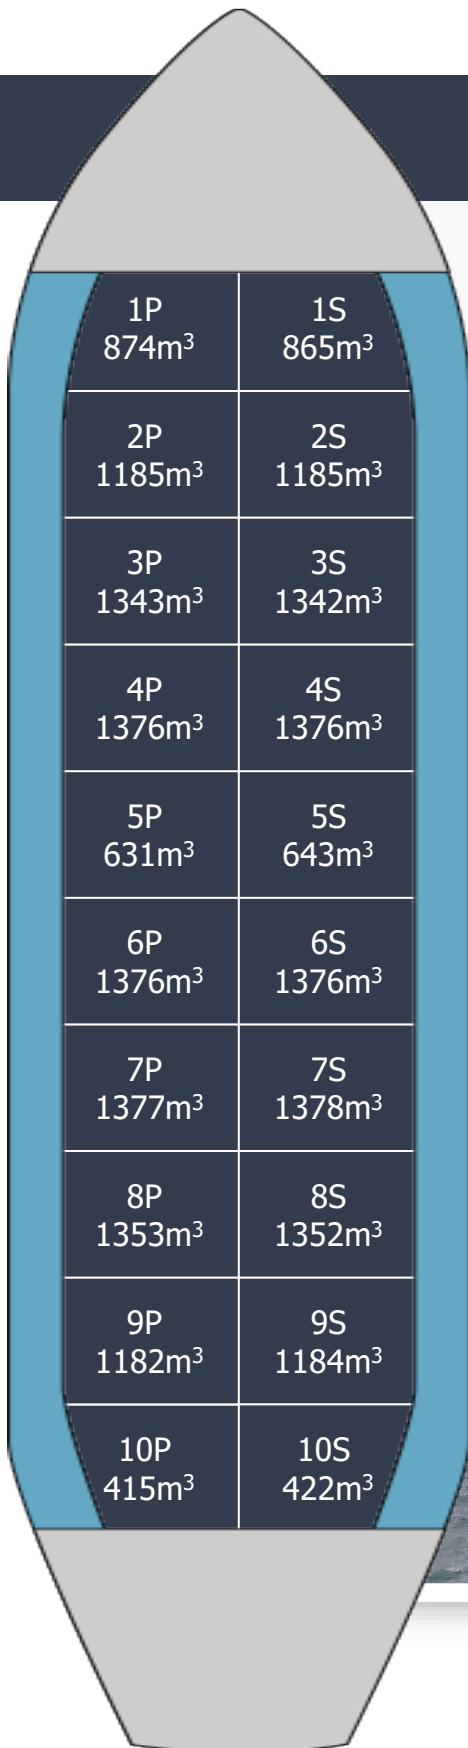 1P 1S
874m³ 865m³
2P 2S
1185m³ 1185m³
3P 3S
1343m³ 1342m³
4P 4S
1376m³ 1376m³
5P 5S
631m³ 643m³
6P 6S
1376m³ 1376m³
7P 7S
1377m³ 1378m³
8P 8S
1353m³ 1352m³
9P 9S
1182m³ 1184m³
10P 10S
415m³ 422m³